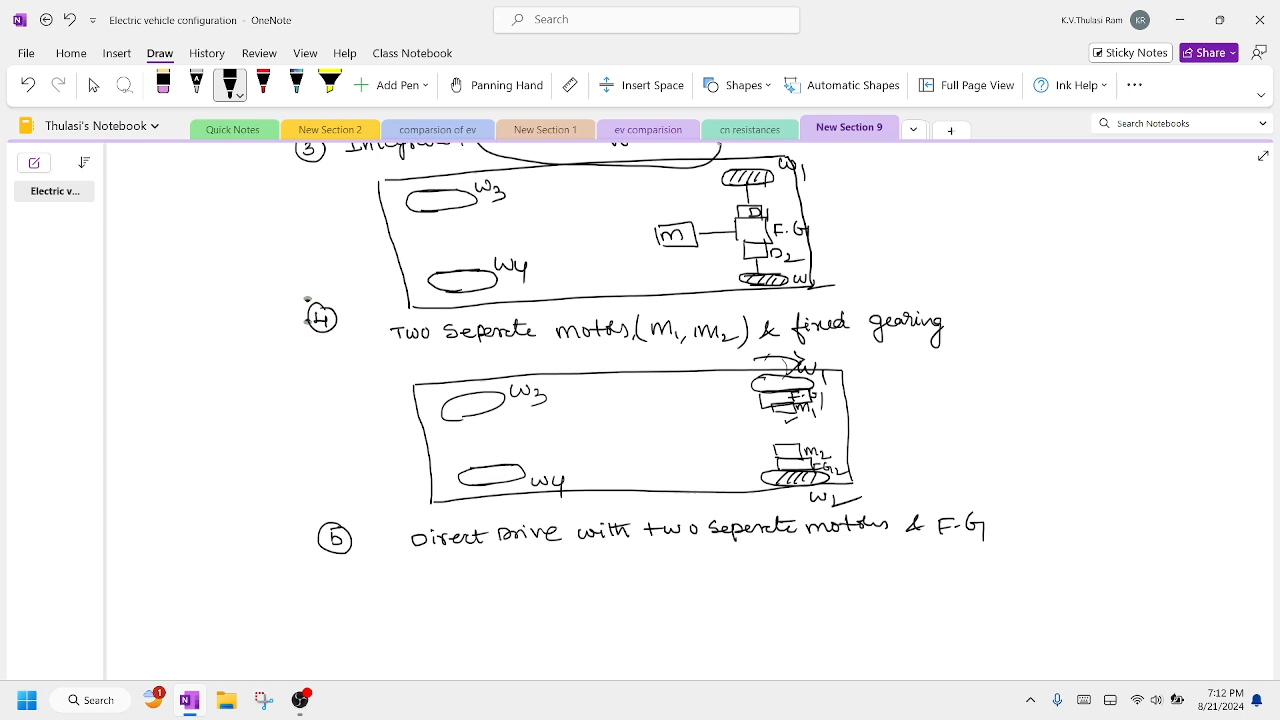 Electric vehicle configuration - OneNote
Search
K.V.Thulasi Ram KR
File Home Insert Draw History Review View Help Class Notebook
Sticky Notes Share
Add Pen Panning Hand Insert Space Shapes Automatic Shapes Full Page View Ink Help
Thulasi's Notebook
Quick Notes New Section 2 comparsion of ev New Section 1 ev comparision cn resistances New Section 9
Search Notebooks
Electric v...
3
W1
W3
D1
M F.G
D2
W4
4 Two Seperate motors (M1, M2) & fixed gearing
W1
W3
F.G1
M1
M2
FG2
W4
W2
5 Direct Drive with two seperate motors & F.G
Search
1
7:12 PM
8/21/2024